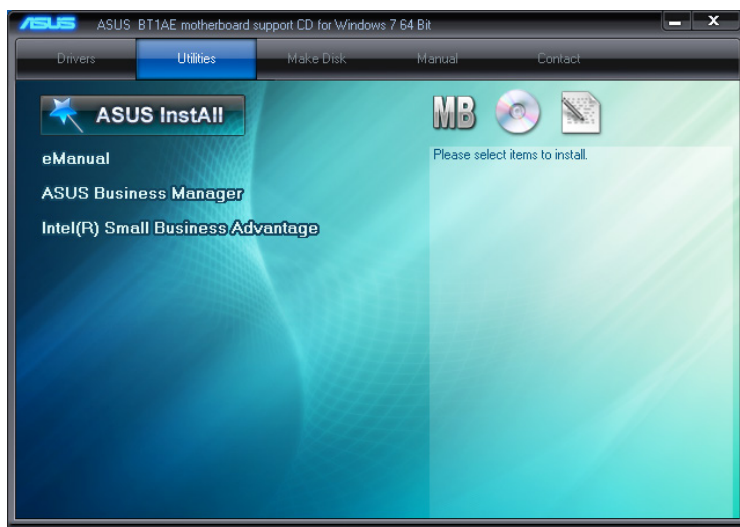 ASUS ASUS BT1AE motherboard support CD for Windows 7 64 Bit
Drivers Utilities Make Disk Manual Contact
ASUS InstAll
MB
eManual
Please select items to install.
ASUS Business Manager
Intel(R) Small Business Advantage